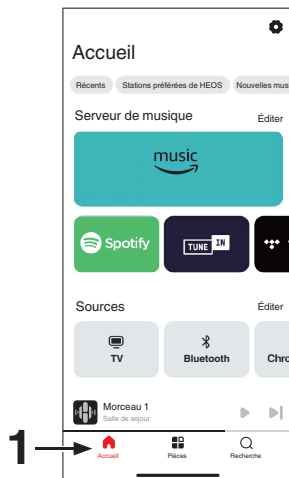 Accueil
Récents Stations préférées de HEOS Nouvelles mus
Serveur de musique Éditer
music
Spotify TUNE IN
Sources Éditer
TV Bluetooth Chro
Morceau 1
Salle de sejour
1
Accueil Pièces Recherche